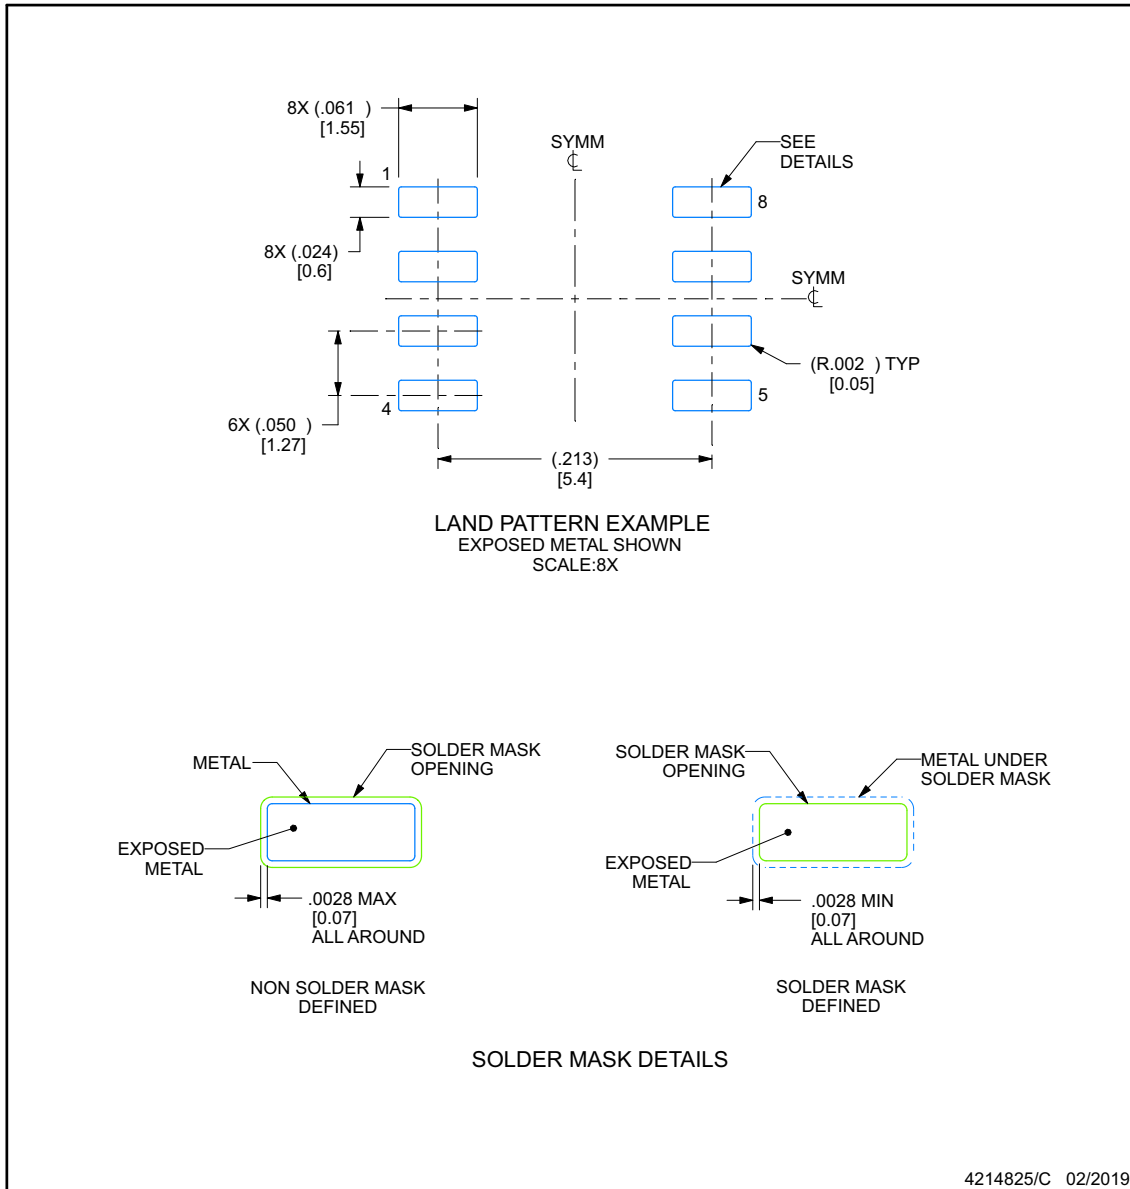 8X (.061 )
[1.55]
SYMM
SEE
DETAILS
1
8
8X (.024)
[0.6]
SYMM
(R.002 ) TYP
[0.05]
4
5
6X (.050 )
[1.27]
(.213)
[5.4]
LAND PATTERN EXAMPLE
EXPOSED METAL SHOWN
SCALE:8X
METAL
SOLDER MASK
OPENING
EXPOSED
METAL
.0028 MAX
[0.07]
ALL AROUND
NON SOLDER MASK
DEFINED
SOLDER MASK
OPENING
METAL UNDER
SOLDER MASK
EXPOSED
METAL
.0028 MIN
[0.07]
ALL AROUND
SOLDER MASK
DEFINED
SOLDER MASK DETAILS
4214825/C 02/2019